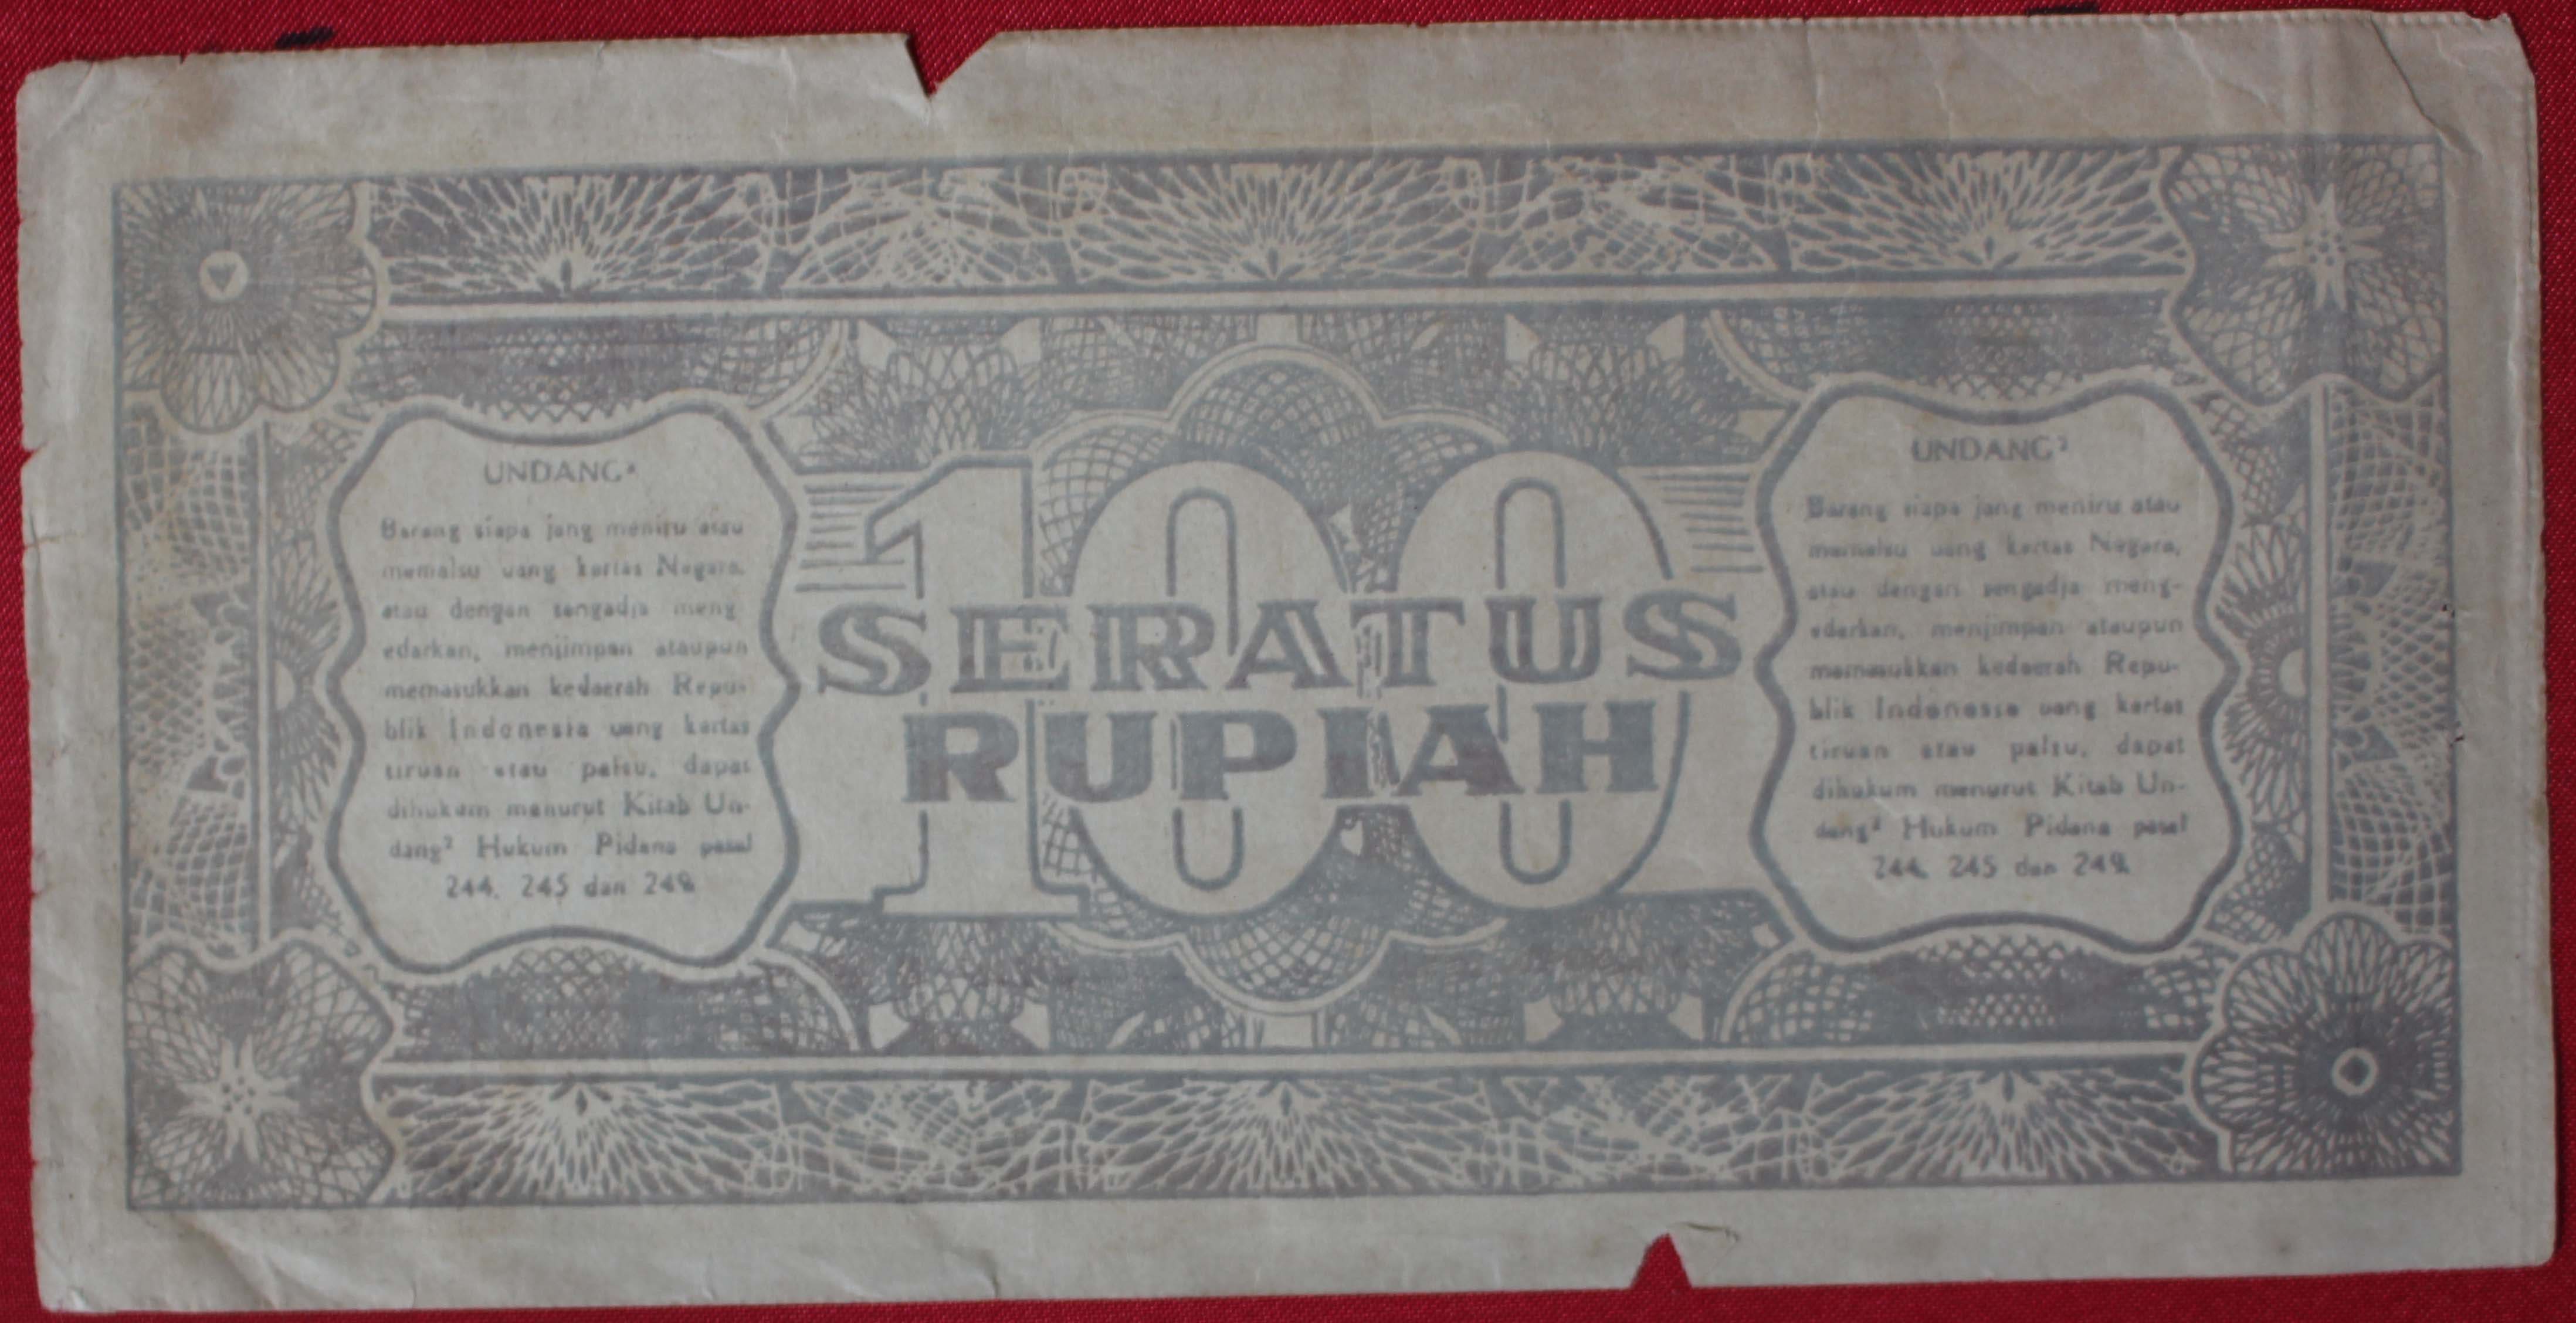 UNDANG²
Barang siapa jang meniru atau
memalsu uang kertas Negara,
atau dengan sengadja meng-
edarkan, menjimpan ataupun
memasukkan kedaerah Repu-
blik Indonesia uang kertas
tiruan atau palsu, dapat
dihukum menurut Kitab Un-
dang² Hukum Pidana pasal
244, 245 dan 249.
100
SERATUS
RUPIAH
UNDANG²
Barang siapa jang meniru atau
memalsu uang kertas Negara,
atau dengan sengadja meng-
edarkan, menjimpan ataupun
memasukkan kedaerah Repu-
blik Indonesia uang kertas
tiruan atau palsu, dapat
dihukum menurut Kitab Un-
dang² Hukum Pidana pasal
244, 245 dan 249.